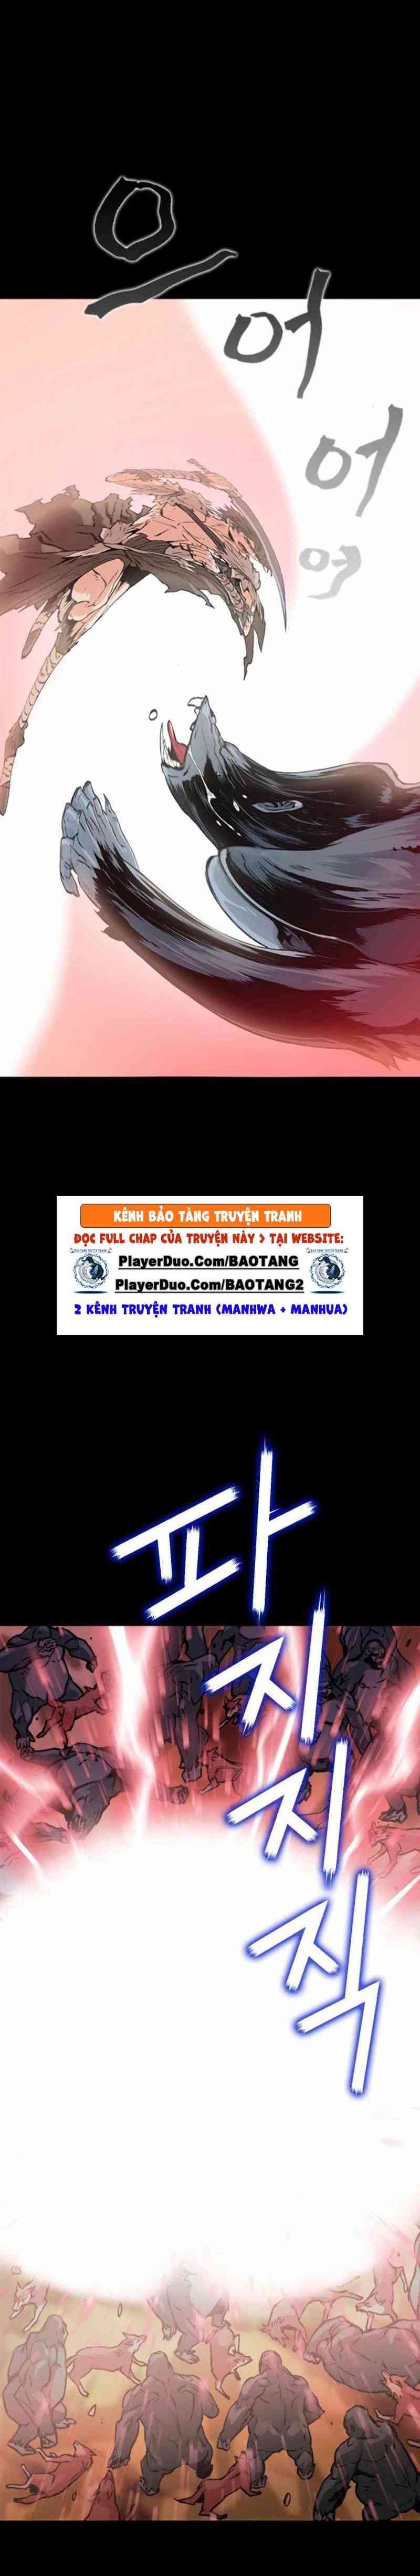 으
어
어
어
KÊNH BẢO TÀNG TRUYỆN TRANH
ĐỌC FULL CHAP CỦA TRUYỆN NÀY > TẠI WEBSITE:
PlayerDuo.Com/BAOTANG
PlayerDuo.Com/BAOTANG2
2 KÊNH TRUYỆN TRANH (MANHWA + MANHUA)
파
지
지
직